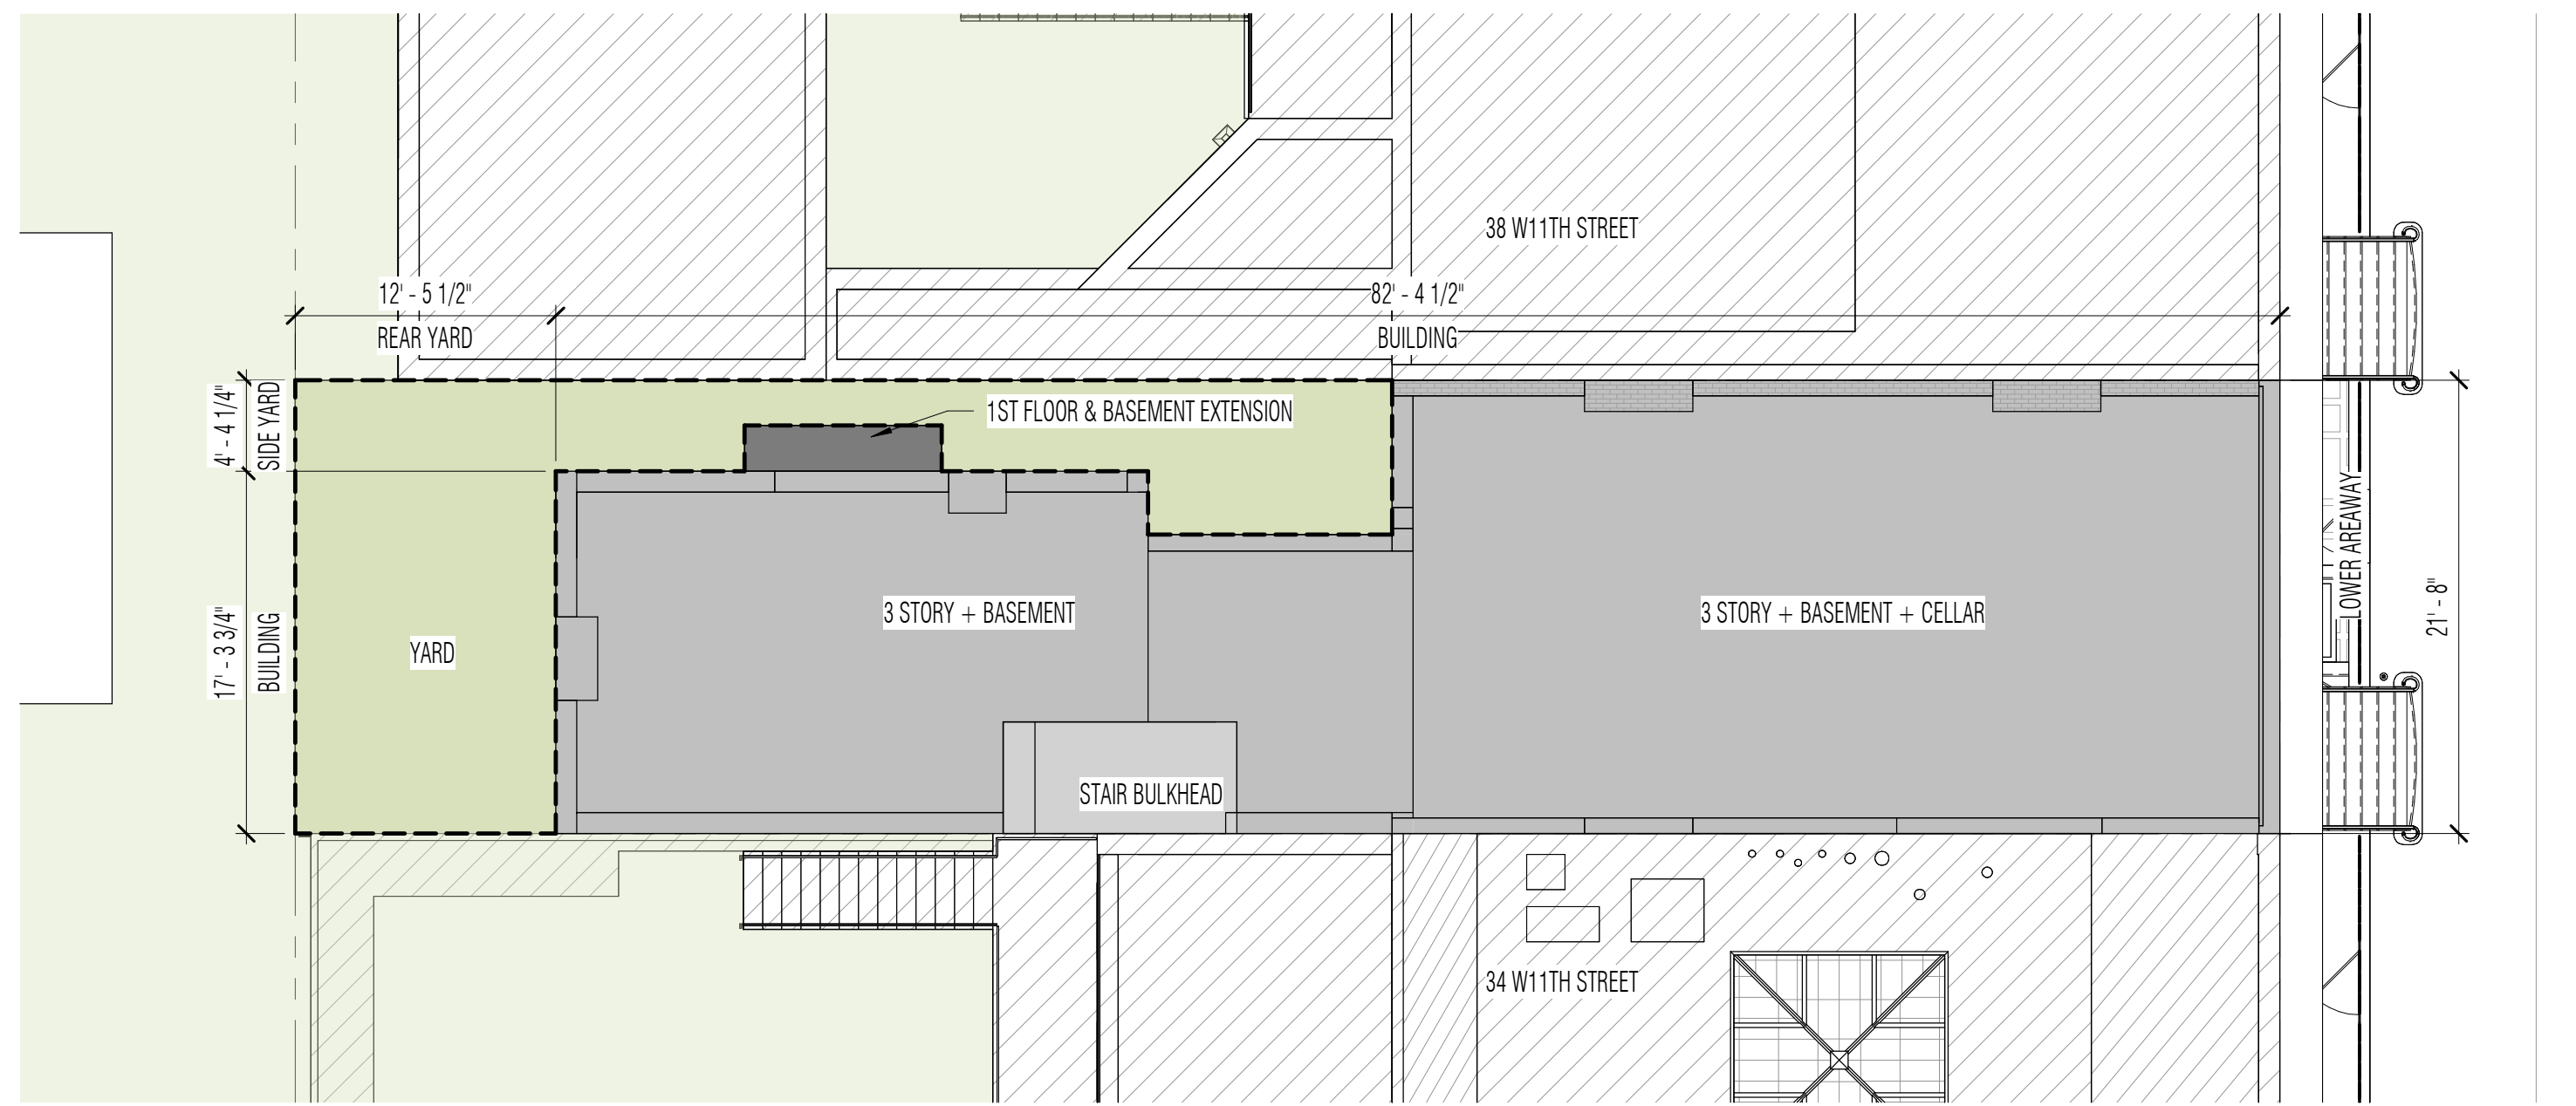 38 W11TH STREET
12' - 5 1/2"
REAR YARD
82' - 4 1/2"
BUILDING
4' - 4 1/4"
SIDE YARD
1ST FLOOR & BASEMENT EXTENSION
3 STORY + BASEMENT
3 STORY + BASEMENT + CELLAR
LOWER AREAWAY
21' - 8"
17' - 3 3/4"
BUILDING
YARD
STAIR BULKHEAD
34 W11TH STREET